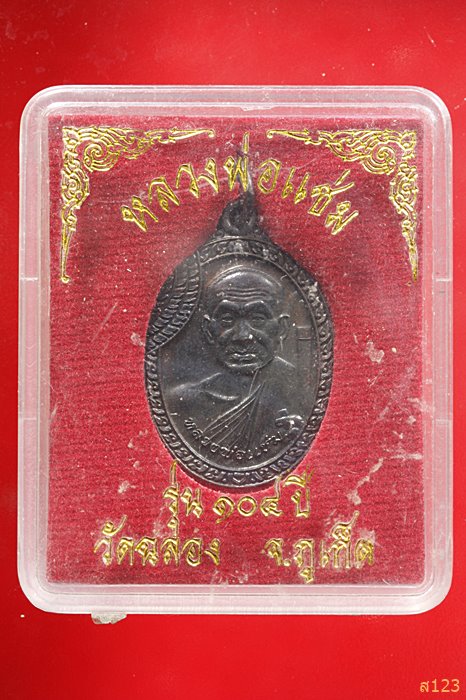 หลวงพ่อแช่ม
หลวงพ่อแช่ม
รุ่น ๑๐๔ ปี
วัดฉลอง จ.ภูเก็ต
ส123